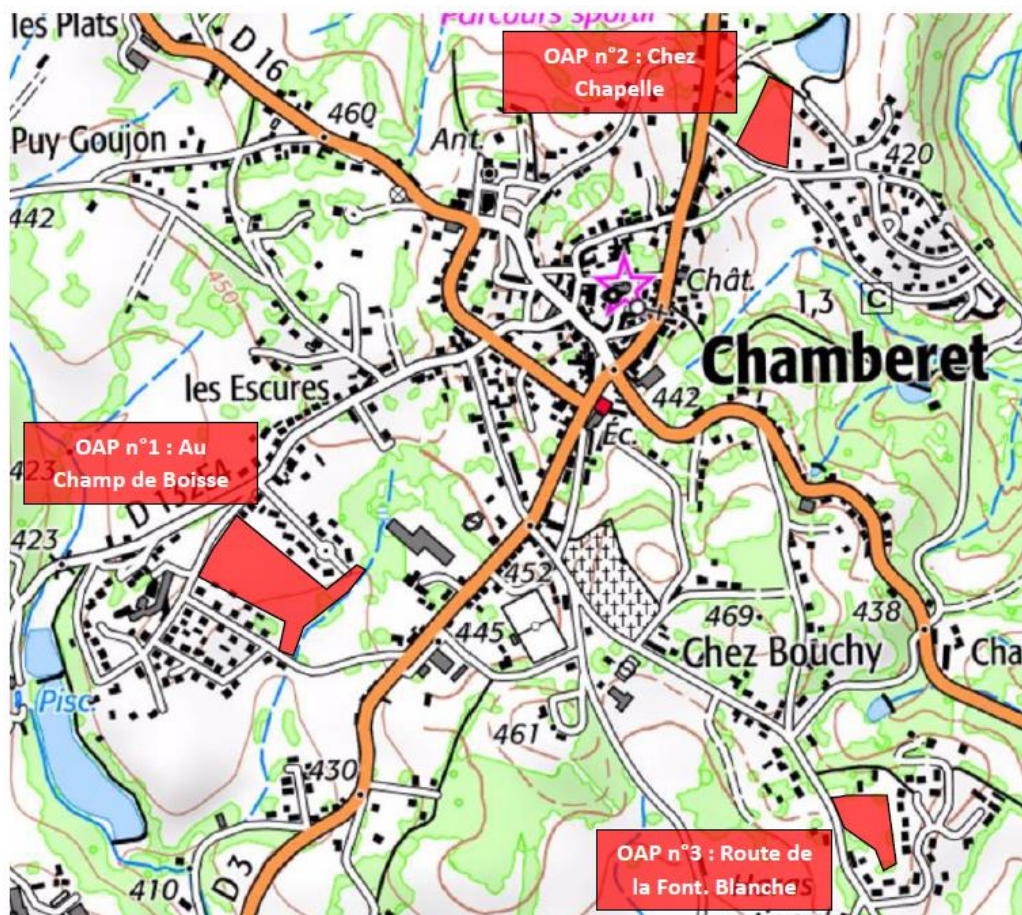 les Plats
Parcours sportif
D 16
OAP n°2 : Chez
Chapelle
460
Puy Goujon
Ant.
420
442
450
Chât.
1,3
C
Chamberet
les Escures
442
Éc.
OAP n°1 : Au
Champ de Boisse
423
423
452
469
438
445
Chez Bouchy
Cha
Pisc.
461
430
OAP n°3 : Route de
la Font. Blanche
D 3
410